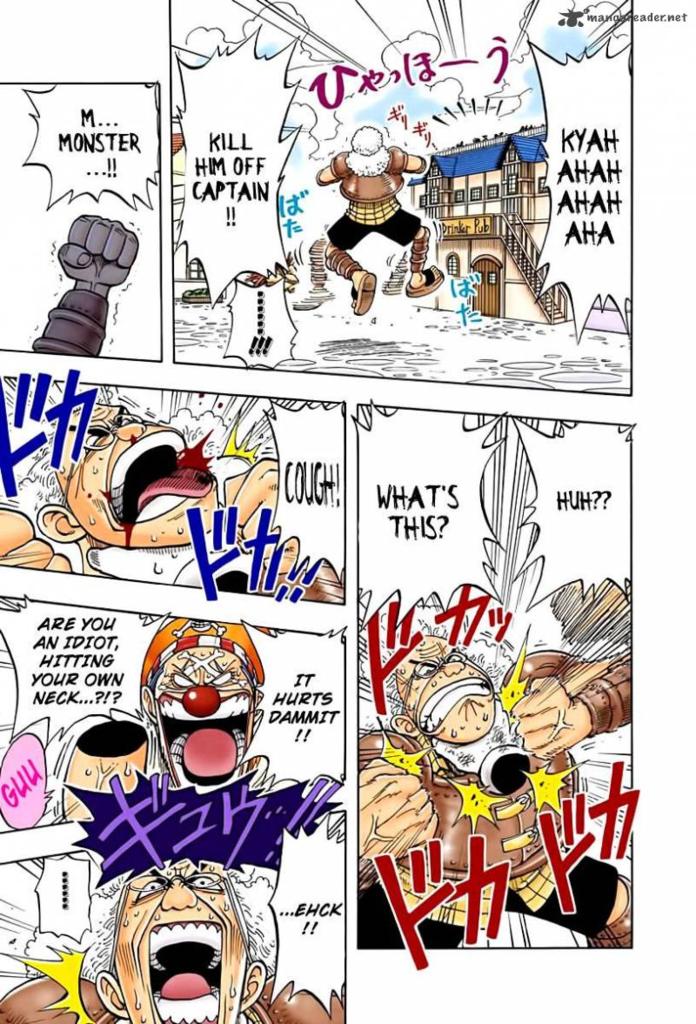 mangareader.net
KYAH
AHAH
AHAH
AHA
ひゃっほーう
ギリ
ギリ
Drinker Pub
ばた
ばた
KILL
HIM OFF
CAPTAIN
!!
.......!!!
M...
MONSTER
...!!
HUH??
WHAT'S
THIS?
ドカッ
ドカドカ
COUGH!
ドカ
ドカ!!
IT
HURTS
DAMMIT
!!
ARE YOU
AN IDIOT,
HITTING
YOUR OWN
NECK...?!?
GUU
ギュウ!!
...EHCK
!!
......